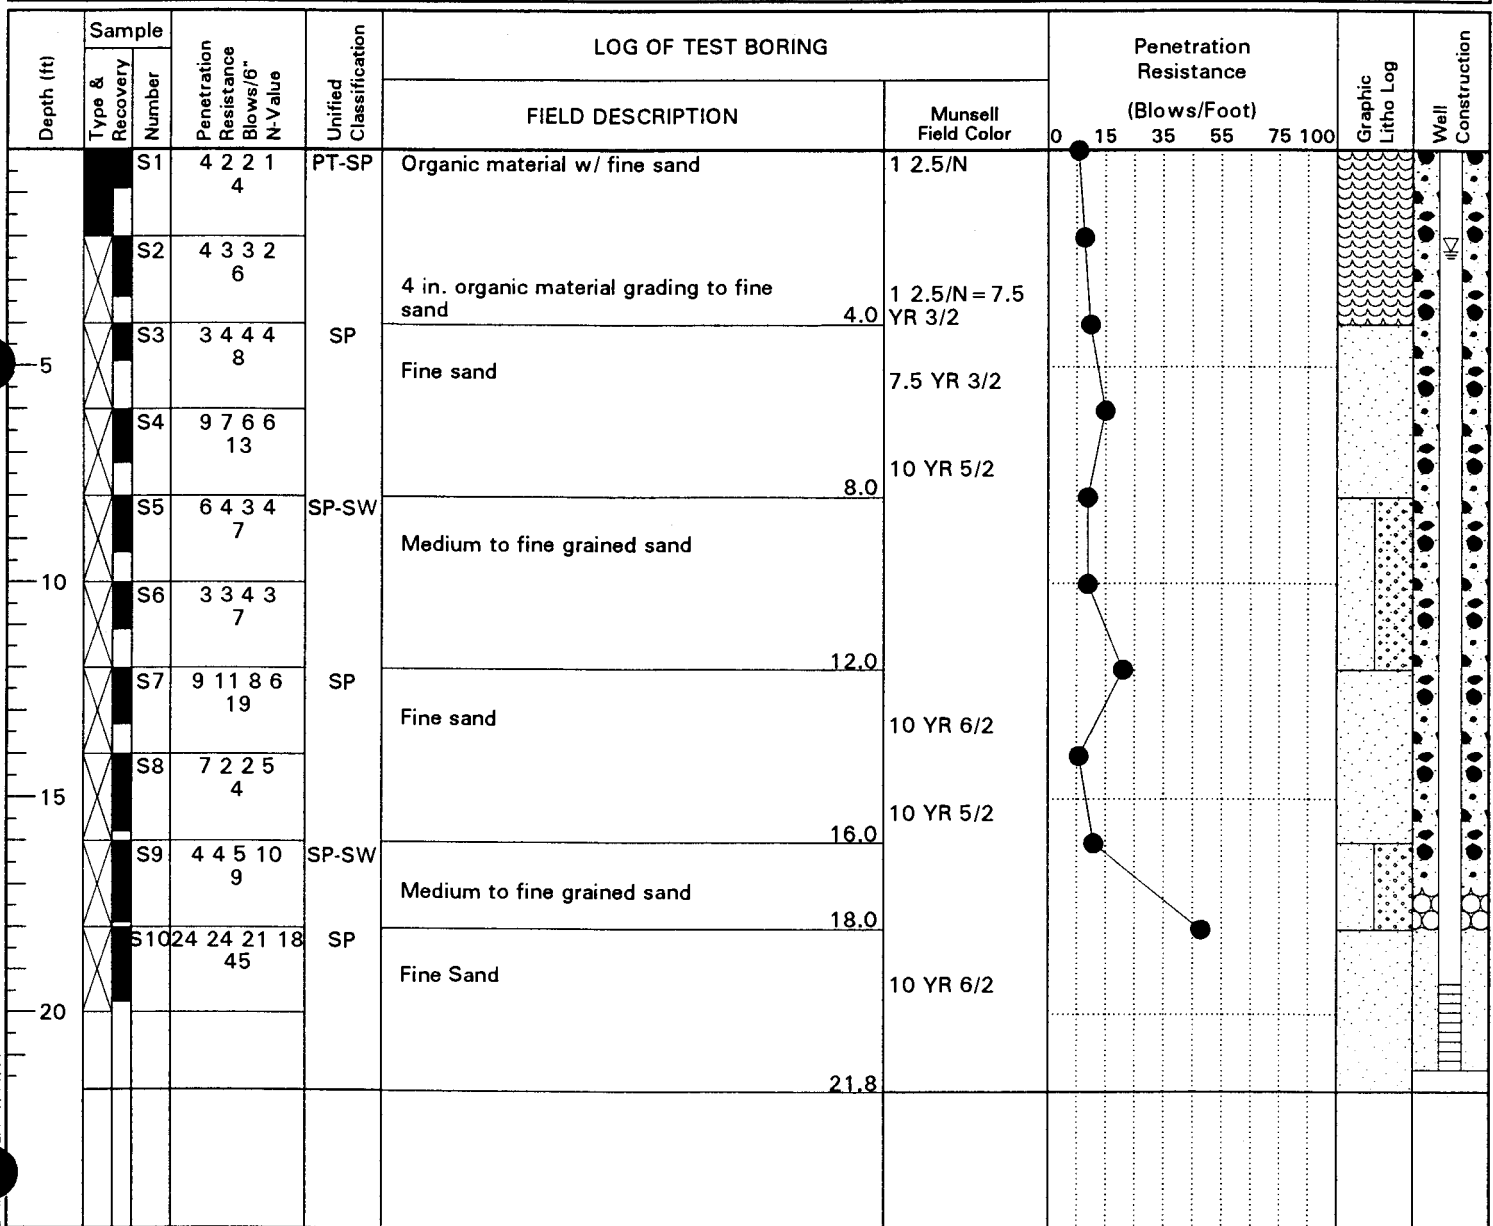 Depth (ft)
Sample
Type &
Recovery
Number
Penetration
Resistance
Blows/6"
N-Value
Unified
Classification
LOG OF TEST BORING
FIELD DESCRIPTION
Munsell
Field Color
Penetration
Resistance
(Blows/Foot)
0 15 35 55 75 100
Graphic
Litho Log
Well
Construction
S1 4 2 2 1 PT-SP Organic material w/ fine sand 1 2.5/N
4
S2 4 3 3 2
6
4 in. organic material grading to fine 1 2.5/N = 7.5
sand 4.0 YR 3/2
S3 3 4 4 4 SP
8
5 Fine sand 7.5 YR 3/2
S4 9 7 6 6
13
10 YR 5/2
8.0
S5 6 4 3 4 SP-SW
7
Medium to fine grained sand
10
S6 3 3 4 3
7
12.0
S7 9 11 8 6 SP
19
Fine sand 10 YR 6/2
S8 7 2 2 5
4
15 10 YR 5/2
16.0
S9 4 4 5 10 SP-SW
9
Medium to fine grained sand
18.0
S10 24 24 21 18 SP
45
Fine Sand 10 YR 6/2
20
21.8